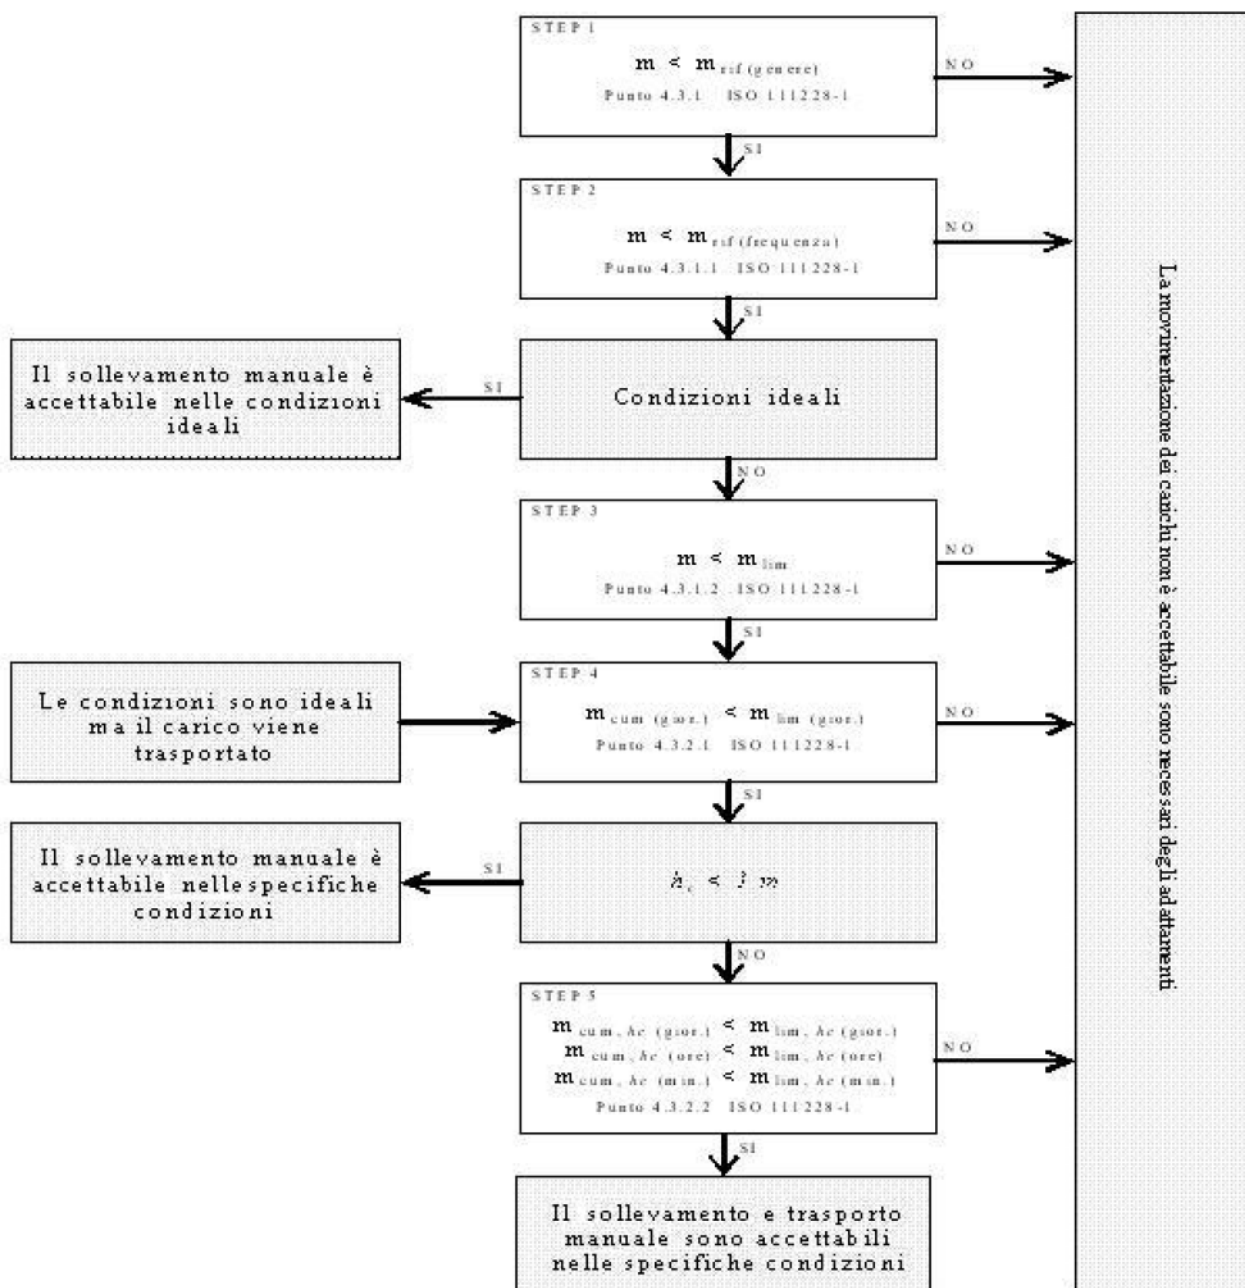 STEP 1
m < m rif (genere)
Punto 4.3.1 ISO 111228-1
NO
SI
STEP 2
m < m rif (frequenza)
Punto 4.3.1.1 ISO 111228-1
NO
SI
Il sollevamento manuale è
accettabile nelle condizioni
ideali
SI
Condizioni ideali
NO
STEP 3
m < m lim
Punto 4.3.1.2 ISO 111228-1
NO
SI
Le condizioni sono ideali
ma il carico viene
trasportato
STEP 4
m cum (gior.) < m lim (gior.)
Punto 4.3.2.1 ISO 111228-1
NO
SI
Il sollevamento manuale è
accettabile nelle specifiche
condizioni
SI
h c < 1 m
NO
STEP 5
m cum, hc (gior.) < m lim, hc (gior.)
m cum, hc (ore) < m lim, hc (ore)
m cum, hc (min.) < m lim, hc (min.)
Punto 4.3.2.2 ISO 111228-1
NO
SI
Il sollevamento e trasporto
manuale sono accettabili
nelle specifiche condizioni
La movimentazione dei carichi non è accettabile sono necessari degli adattamenti